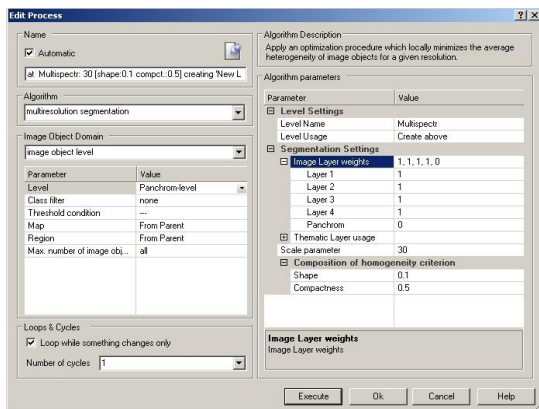 Edit Process
Name
Automatic
at Multispectr: 30 [shape:0.1 compct.:0.5] creating 'New L
Algorithm
multiresolution segmentation
Image Object Domain
image object level
Parameter Value
Level Panchrom-level
Class filter none
Threshold condition ---
Map From Parent
Region From Parent
Max. number of image obj... all
Loops & Cycles
Loop while something changes only
Number of cycles 1
Algorithm Description
Apply an optimization procedure which locally minimizes the average
heterogeneity of image objects for a given resolution.
Algorithm parameters
Parameter Value
Level Settings
Level Name Multispectr
Level Usage Create above
Segmentation Settings
Image Layer weights 1, 1, 1, 1, 0
Layer 1 1
Layer 2 1
Layer 3 1
Layer 4 1
Panchrom 0
Thematic Layer usage
Scale parameter 30
Composition of homogeneity criterion
Shape 0.1
Compactness 0.5
Image Layer weights
Image Layer weights
Execute Ok Cancel Help